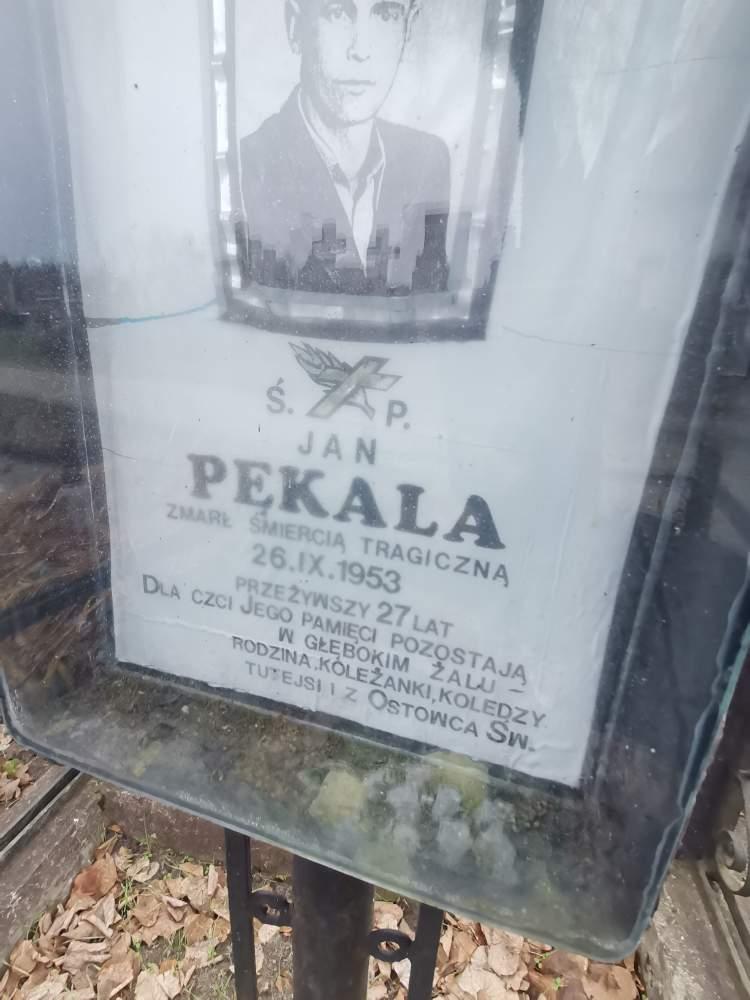 Ś. P.
JAN
PĘKALA
ZMARŁ ŚMIERCIĄ TRAGICZNĄ
26.IX.1953
PRZEŻYWSZY 27 LAT
DLA CZCI JEGO PAMIĘCI POZOSTAJĄ
W GŁĘBOKIM ŻALU –
RODZINA.KOLEŻANKI,KOLEDZY
TUTEJSI I Z OSTOWCA ŚW.